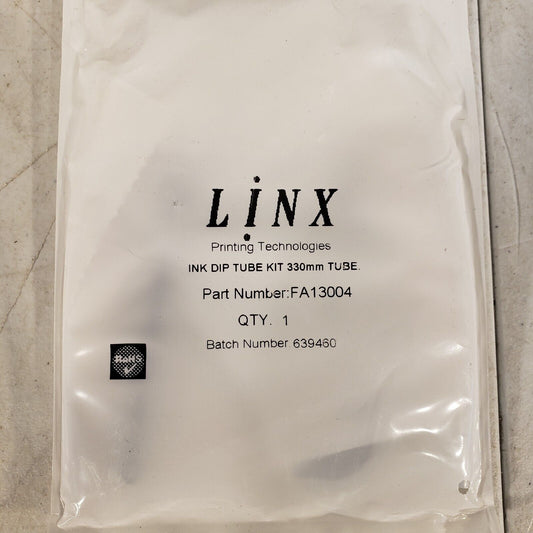 LINX
Printing Technologies
INK DIP TUBE KIT 330mm TUBE.
Part Number:FA13004
QTY. 1
Batch Number 639460
RoHS